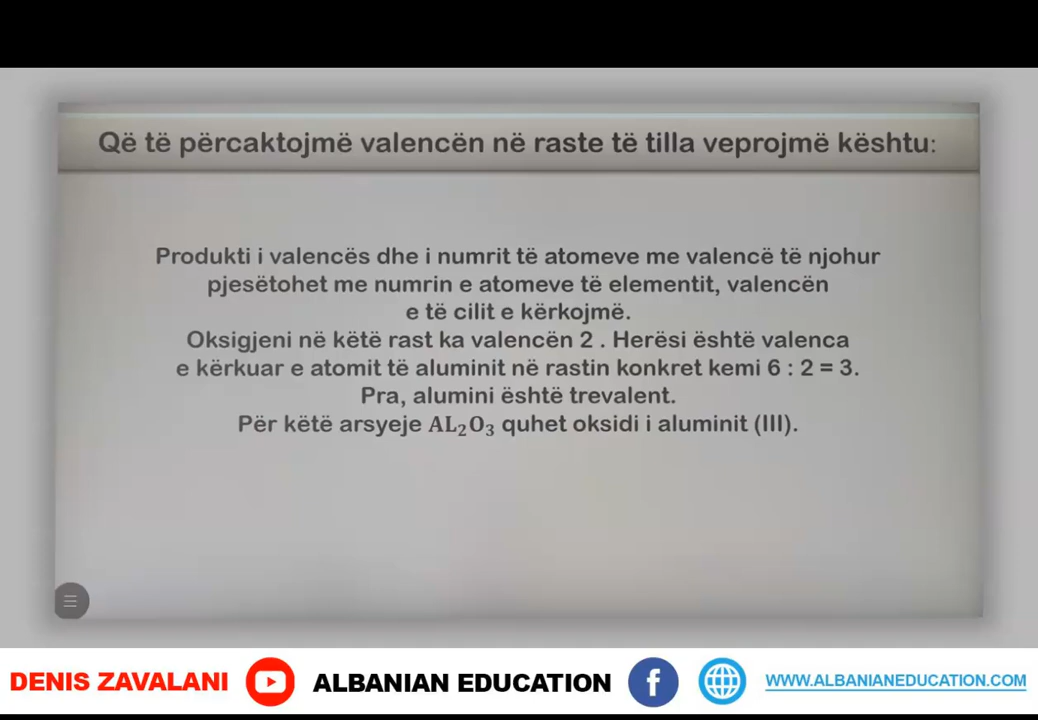 Që të përcaktojmë valencën në raste të tilla veprojmë kështu:
Produkti i valencës dhe i numrit të atomeve me valencë të njohur
pjesëtohet me numrin e atomeve të elementit, valencën
e të cilit e kërkojmë.
Oksigjeni në këtë rast ka valencën 2 . Herësi është valenca
e kërkuar e atomit të aluminit në rastin konkret kemi 6 : 2 = 3.
Pra, alumini është trevalent.
Për këtë arsyeje AL₂O₃ quhet oksidi i aluminit (III).
DENIS ZAVALANI ALBANIAN EDUCATION WWW.ALBANIANEDUCATION.COM